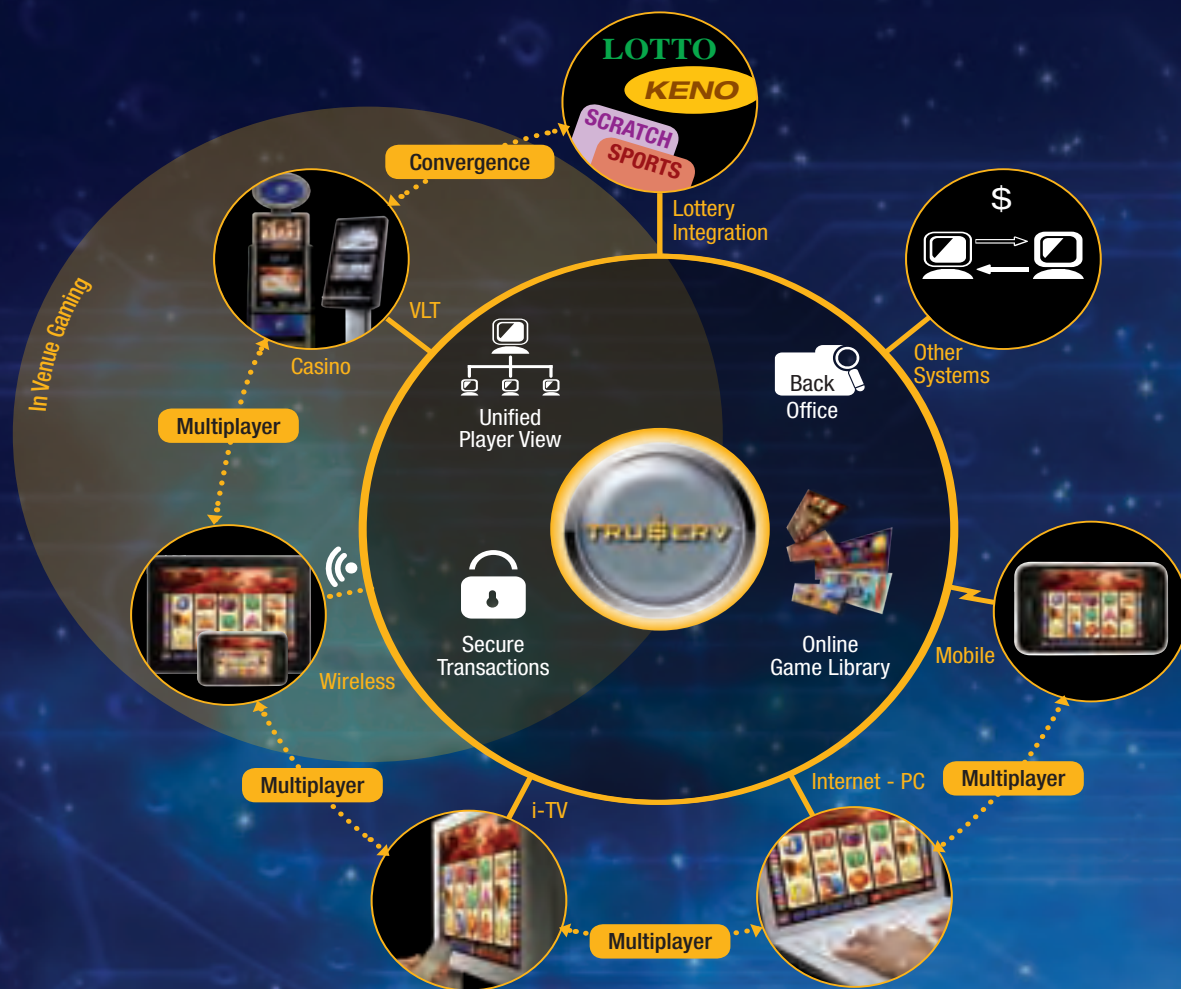 LOTTO
KENO
SCRATCH
SPORTS
Convergence
Lottery
Integration
$
In Venue Gaming
VLT
Casino
Other
Systems
Unified
Player View
Back
Office
Multiplayer
TRU$ERV
Secure
Transactions
Online
Game Library
Wireless
Mobile
Multiplayer
i-TV
Internet - PC
Multiplayer
Multiplayer